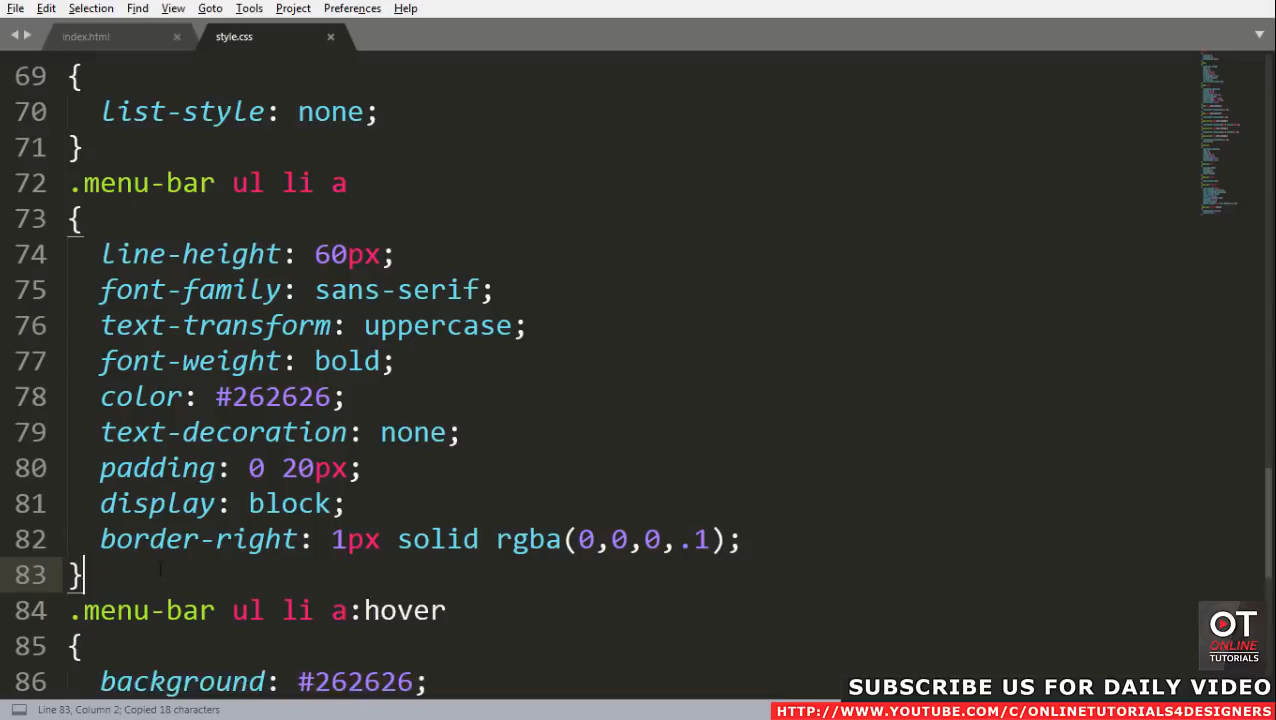 File Edit Selection Find View Goto Tools Project Preferences Help
index.html × style.css ×
69 {
70 list-style: none;
71 }
72 .menu-bar ul li a
73 {
74 line-height: 60px;
75 font-family: sans-serif;
76 text-transform: uppercase;
77 font-weight: bold;
78 color: #262626;
79 text-decoration: none;
80 padding: 0 20px;
81 display: block;
82 border-right: 1px solid rgba(0,0,0,.1);
83 }
84 .menu-bar ul li a:hover
85 {
86 background: #262626;
OT
ONLINE
TUTORIALS
SUBSCRIBE US FOR DAILY VIDEO
Line 83, Column 2; Copied 18 characters
HTTP://WWW.YOUTUBE.COM/C/ONLINETUTORIALS4DESIGNERS